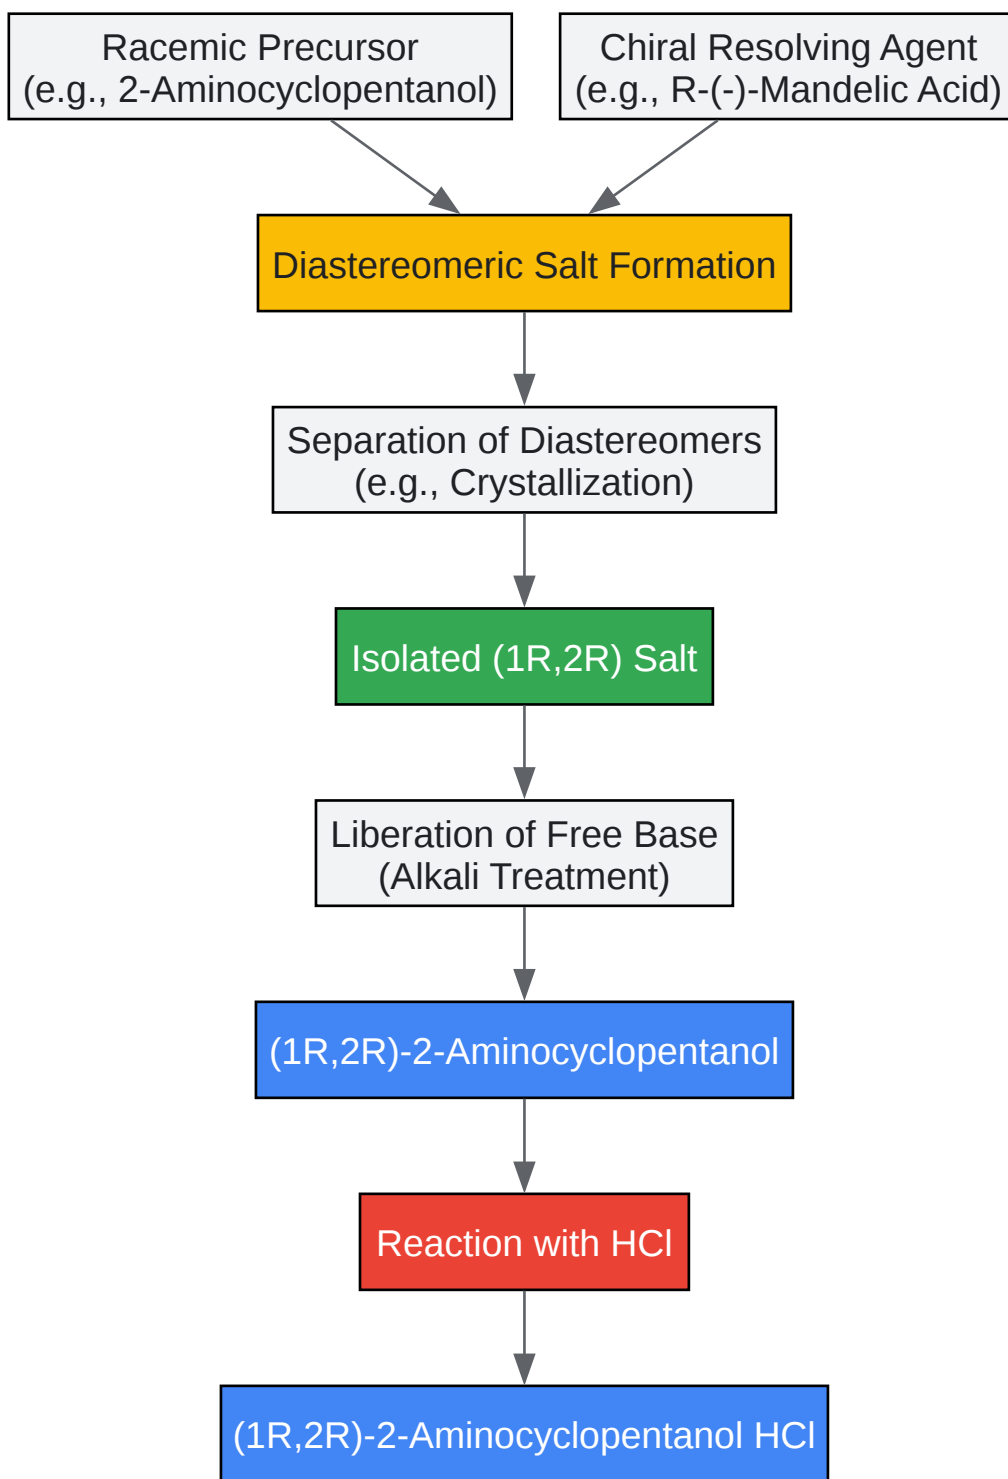 Racemic Precursor
(e.g., 2-Aminocyclopentanol)
Chiral Resolving Agent
(e.g., R-(-)-Mandelic Acid)
Diastereomeric Salt Formation
Separation of Diastereomers
(e.g., Crystallization)
Isolated (1R,2R) Salt
Liberation of Free Base
(Alkali Treatment)
(1R,2R)-2-Aminocyclopentanol
Reaction with HCl
(1R,2R)-2-Aminocyclopentanol HCl